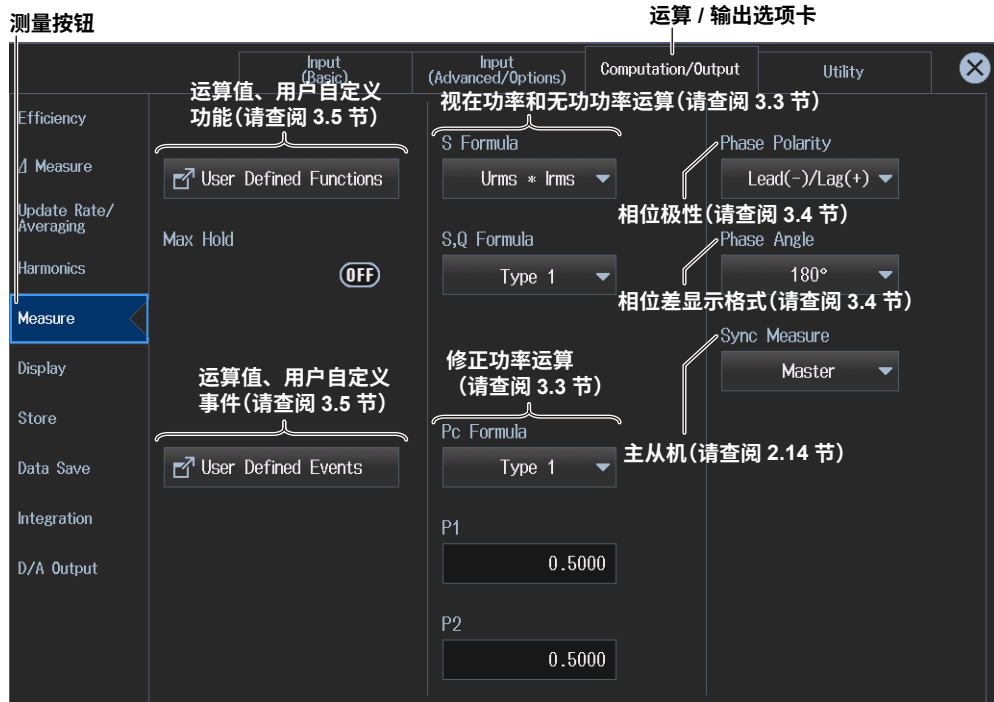 测量按钮
运算 / 输出选项卡
Input
(Basic)
Input
(Advanced/Options)
Computation/Output
Utility
Efficiency
⊿ Measure
Update Rate/
Averaging
Harmonics
Measure
Display
Store
Data Save
Integration
D/A Output
运算值、用户自定义
功能(请查阅 3.5 节)
User Defined Functions
Max Hold
OFF
运算值、用户自定义
事件(请查阅 3.5 节)
User Defined Events
视在功率和无功功率运算(请查阅 3.3 节)
S Formula
Urms * Irms
S,Q Formula
Type 1
修正功率运算
(请查阅 3.3 节)
Pc Formula
Type 1
P1
0.5000
P2
0.5000
Phase Polarity
Lead(-)/Lag(+)
相位极性(请查阅 3.4 节)
Phase Angle
180°
相位差显示格式(请查阅 3.4 节)
Sync Measure
Master
主从机(请查阅 2.14 节)